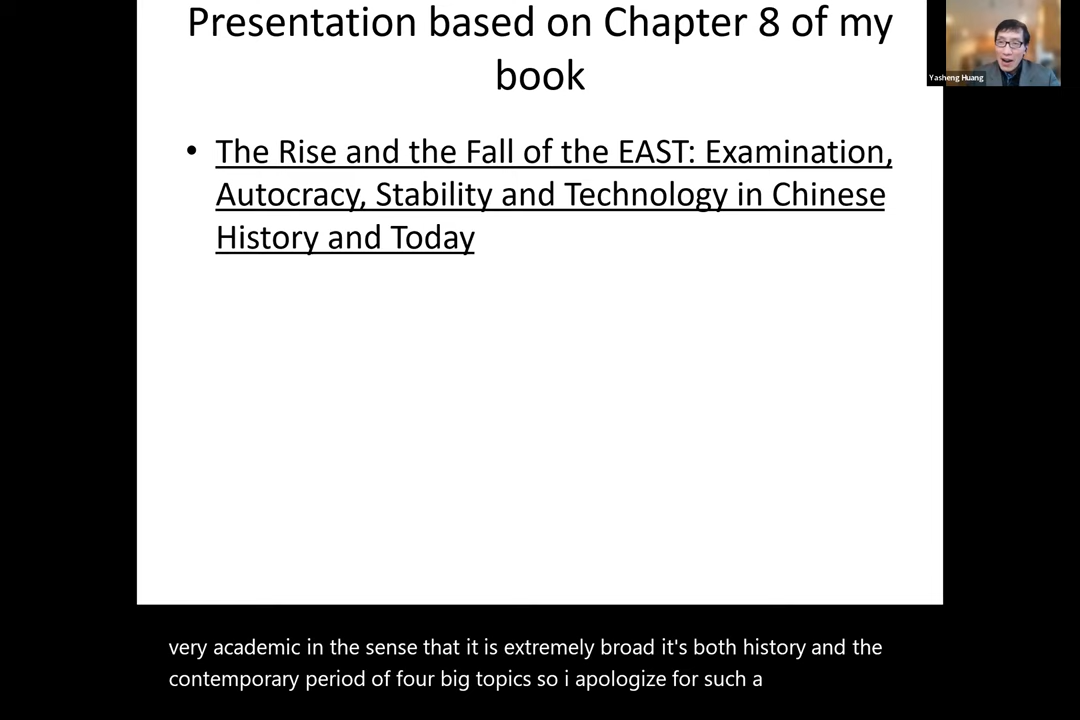 Presentation based on Chapter 8 of my
book
Yasheng Huang
• The Rise and the Fall of the EAST: Examination,
Autocracy, Stability and Technology in Chinese
History and Today
very academic in the sense that it is extremely broad it's both history and the
contemporary period of four big topics so i apologize for such a